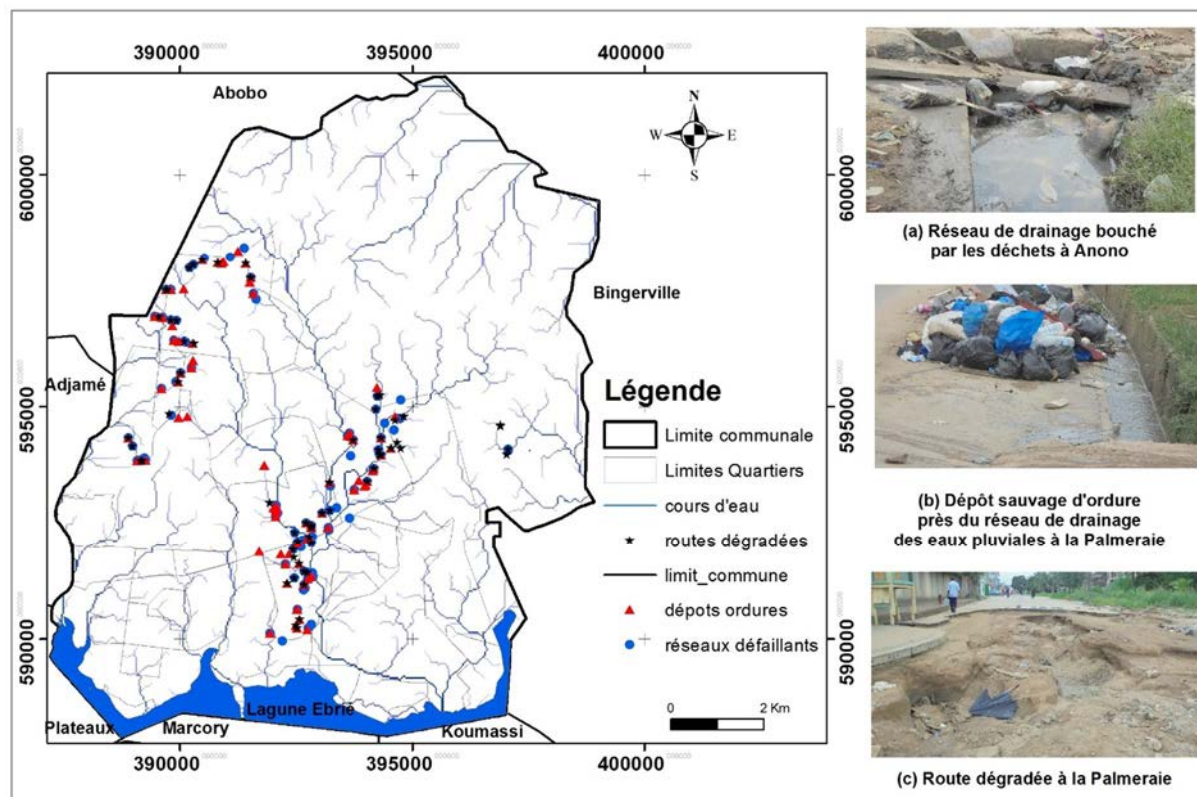 390000
395000
400000
Abobo
N
W
E
S
600000
600000
Bingerville
Adjamé
595000
595000
Légende
Limite communale
Limites Quartiers
cours d'eau
routes dégradées
limit_commune
dépots ordures
réseaux défaillants
590000
590000
0
2 Km
Lagune Ebrié
Plateaux
Marcory
Koumassi
390000
395000
400000
(a) Réseau de drainage bouché
par les déchets à Anono
(b) Dépôt sauvage d'ordure
près du réseau de drainage
des eaux pluviales à la Palmeraie
(c) Route dégradée à la Palmeraie